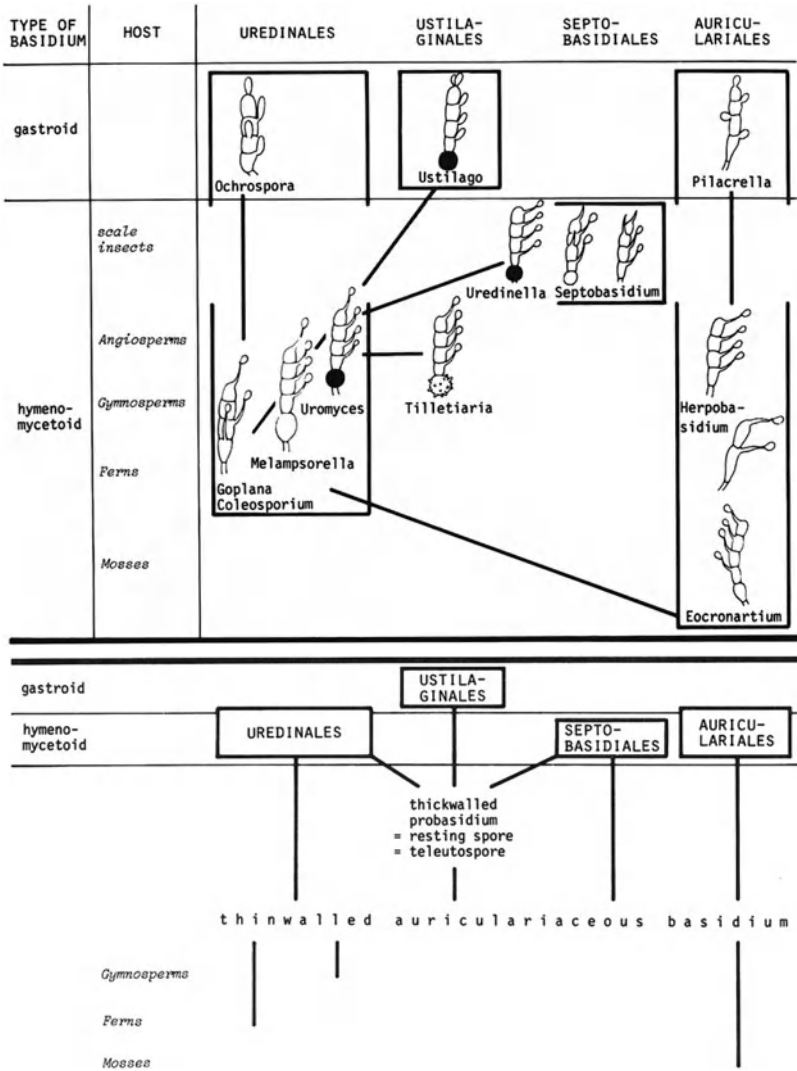 TYPE OF BASIDIUM
HOST
UREDINALES
USTILA-
GINALES
SEPTO-
BASIDIALES
AURICU-
LARIALES
gastroid
Ochrospora
Ustilago
Pilacrella
scale
insects
Uredinella
Septobasidium
Angiosperms
hymeno-
mycetoid
Gymnosperms
Uromyces
Tilletiaria
Herpoba-
sidium
Melampsorella
Ferns
Goplana
Coleosporium
Mosses
Eocronartium
gastroid
USTILA-
GINALES
hymeno-
mycetoid
UREDINALES
SEPTO-
BASIDIALES
AURICU-
LARIALES
thickwalled
probasidium
= resting spore
= teleutospore
thinwalled auriculariaceous basidium
Gymnosperms
Ferns
Mosses